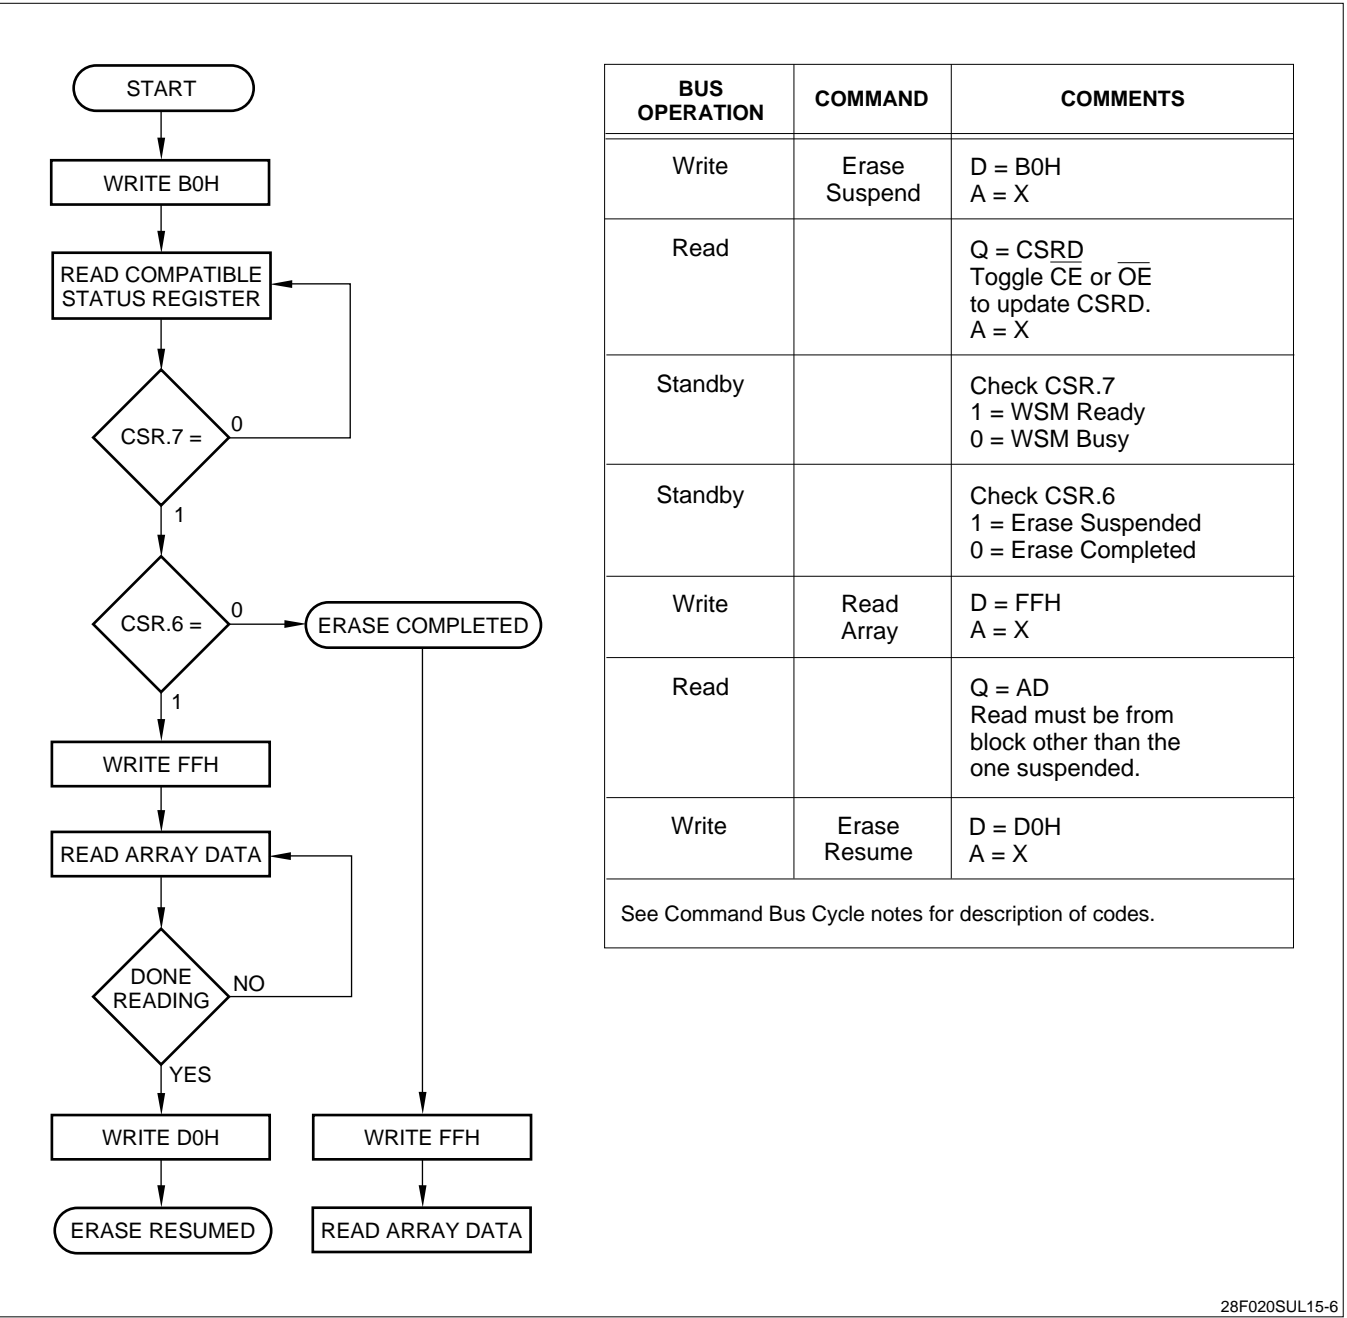 START
WRITE B0H
READ COMPATIBLE
STATUS REGISTER
CSR.7 =
0
1
CSR.6 =
0
ERASE COMPLETED
1
WRITE FFH
READ ARRAY DATA
DONE
READING
NO
YES
WRITE D0H
WRITE FFH
ERASE RESUMED
READ ARRAY DATA
BUS
OPERATION
COMMAND
COMMENTS
Write
Erase
Suspend
D = B0H
A = X
Read
Q = CSRD
Toggle C̅E̅ or O̅E̅
to update CSRD.
A = X
Standby
Check CSR.7
1 = WSM Ready
0 = WSM Busy
Standby
Check CSR.6
1 = Erase Suspended
0 = Erase Completed
Write
Read
Array
D = FFH
A = X
Read
Q = AD
Read must be from
block other than the
one suspended.
Write
Erase
Resume
D = D0H
A = X
See Command Bus Cycle notes for description of codes.
28F020SUL15-6